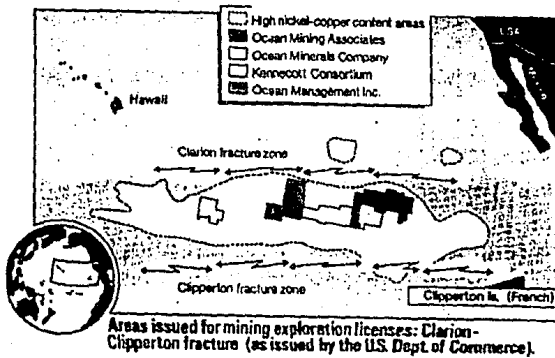 High nickel-copper content areas
Ocean Mining Associates
Ocean Minerals Company
Kennecott Consortium
Ocean Management Inc.
USA
Hawaii
Clarion fracture zone
Clipperton fracture zone
Clipperton Is. (French)
Areas issued for mining exploration licenses: Clarion-
Clipperton fracture (as issued by the U.S. Dept. of Commerce).